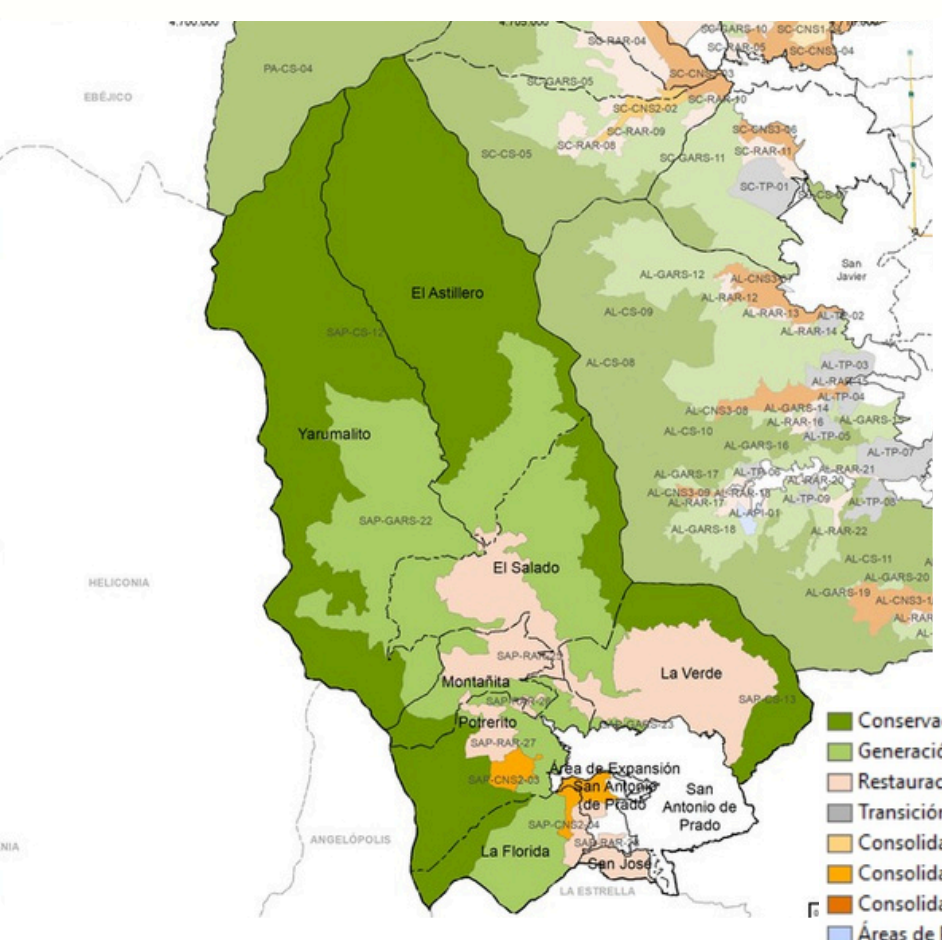 4.700.000
4.705.000
SC-GARS-10
SC-RAR-04
SC-RAR-05
PA-CS-04
SC-GARS-05
EBÉJICO
SC-CNS2-02
SC-RAR-10
SC-RAR-09
SC-RAR-08
SC-CNS3-06
SC-CS-05
SC-GARS-11
SC-RAR-11
SC-TP-01
San
Javier
AL-GARS-12
El Astillero
AL-RAR-12
AL-CS-09
AL-RAR-13
AL-RAR-14
SAP-CS-12
AL-CS-08
AL-TP-03
AL-TP-04
AL-CNS3-08
AL-GARS-14
AL-RAR-16
AL-CS-10
Yarumalito
AL-TP-05
AL-GARS-16
AL-TP-07
AL-GARS-17
AL-TP-06
AL-RAR-21
AL-RAR-20
AL-CNS3-09
AL-RAR-18
AL-RAR-17
AL-TP-09
AL-TP-08
AL-API-01
SAP-GARS-22
AL-GARS-18
AL-RAR-22
AL-CS-11
El Salado
HELICONIA
AL-GARS-20
AL-GARS-19
La Verde
Montañita
SAP-CS-13
SAP-GARS-23
Potrerito
SAP-RAR-27
Conserva
Generació
Área de Expansión
San Antonio
de Prado
SAP-CNS2-03
San
Antonio de
Prado
Restaurac
Transición
SAP-CNS2-04
ANGELÓPOLIS
Consolida
La Florida
San José
Consolida
LA ESTRELLA
Consolida
Áreas de